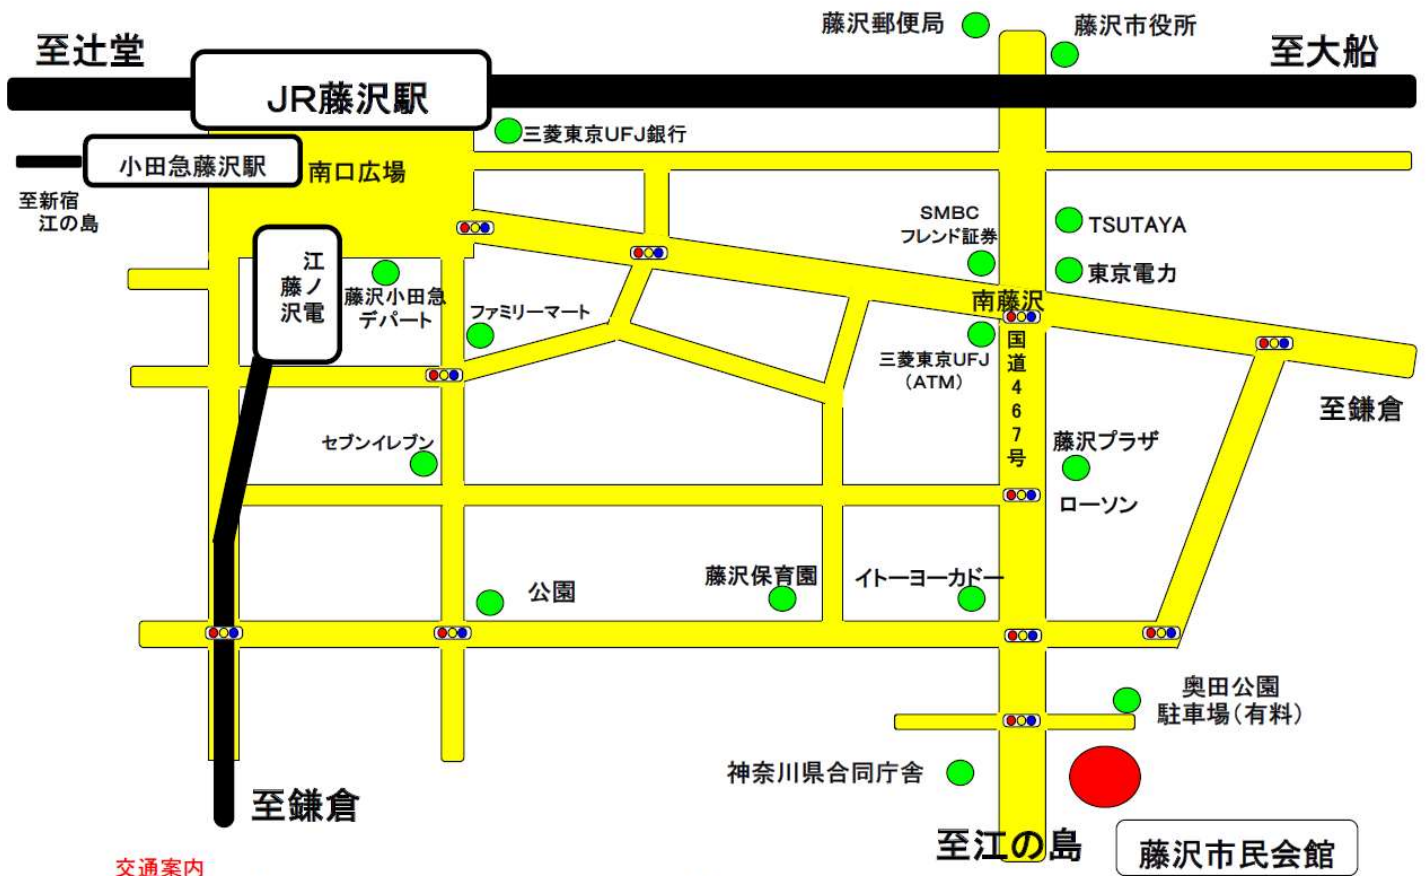 藤沢郵便局
藤沢市役所
至辻堂
至大船
JR藤沢駅
三菱東京UFJ銀行
小田急藤沢駅
南口広場
至新宿
江の島
SMBC
フレンド証券
TSUTAYA
江ノ電
藤沢
東京電力
藤沢小田急
デパート
ファミリーマート
南藤沢
国道467号
三菱東京UFJ
(ATM)
至鎌倉
セブンイレブン
藤沢プラザ
ローソン
公園
藤沢保育園
イトーヨーカドー
奥田公園
駐車場(有料)
神奈川県合同庁舎
至鎌倉
至江の島
藤沢市民会館
交通案内